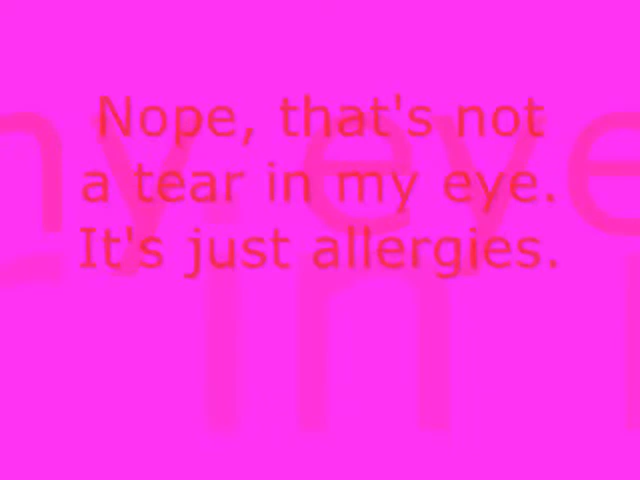 Nope, that's not
a tear in my eye.
It's just allergies.